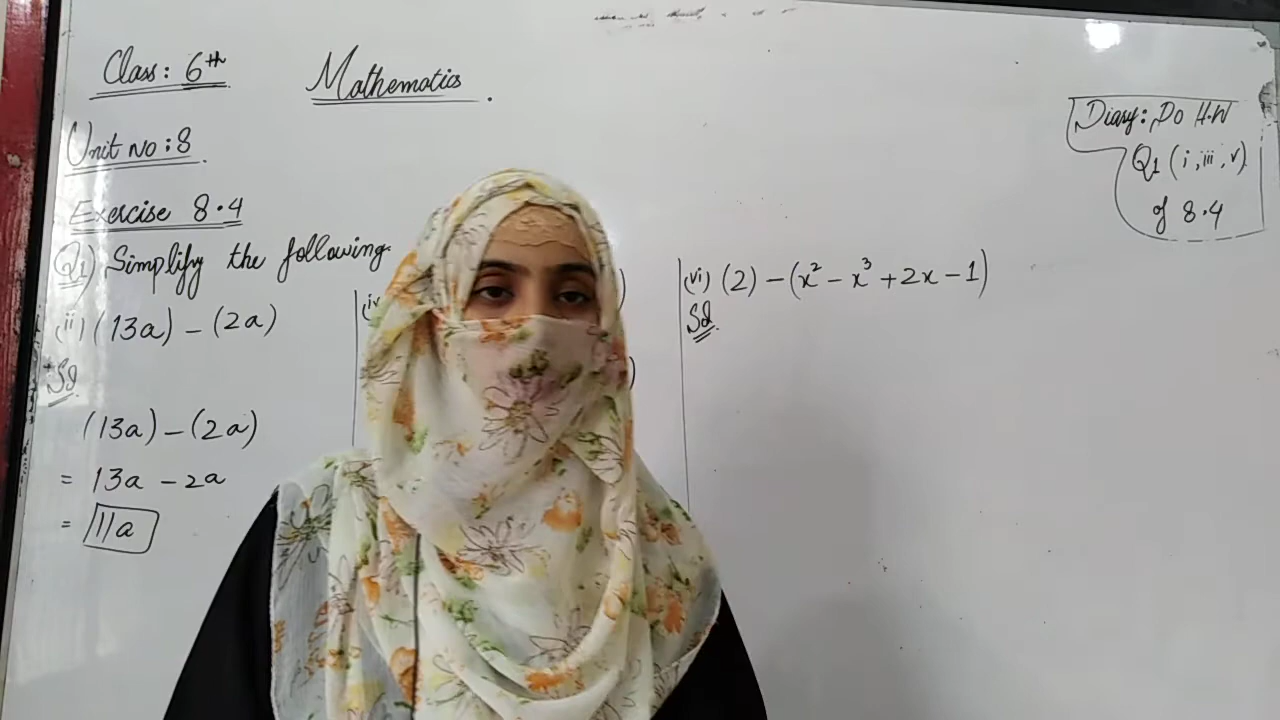 Class: 6th
Mathematics.
Unit No: 8.
Exercise 8.4
Q1) Simplify the following.
(ii) (13a) - (2a)
Sol.
(13a) - (2a)
= 13a - 2a
= 11a
(iv
)
)
(vi) (2) - (x² - x³ + 2x - 1)
Sol.
Diary: Do H.W
Q1 (i, iii, v)
of 8.4